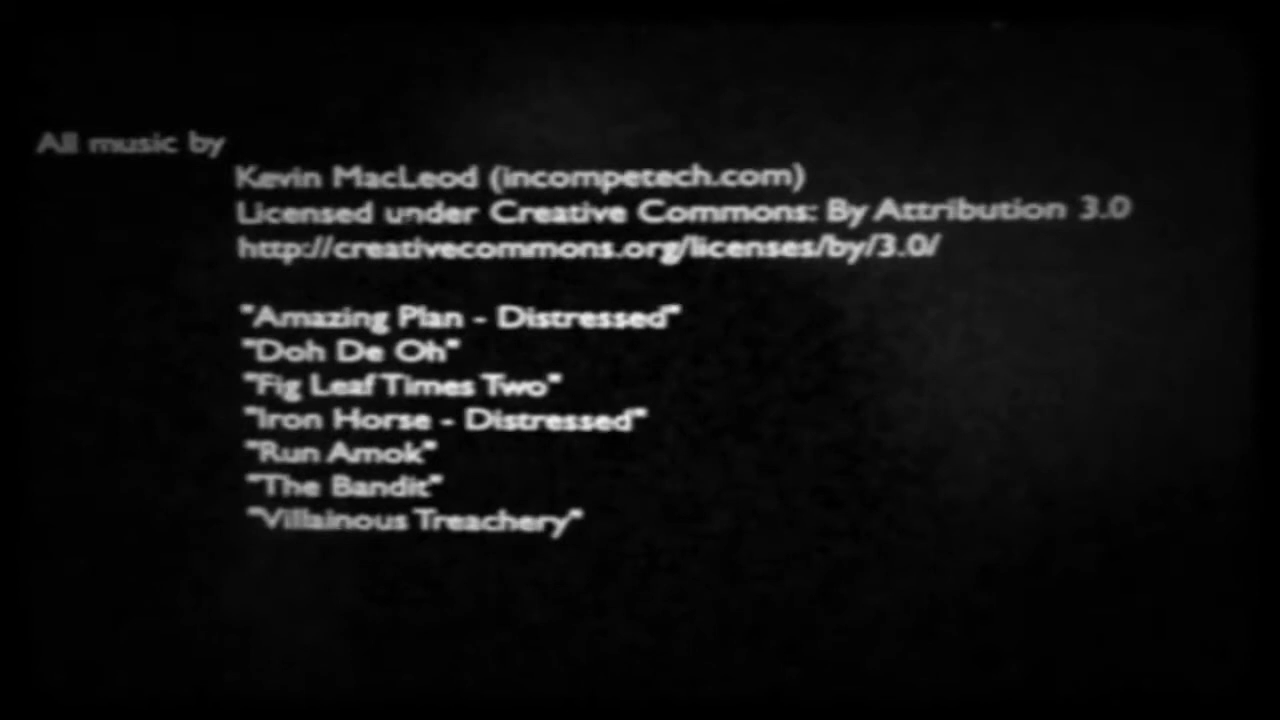 All music by
Kevin MacLeod (incompetech.com)
Licensed under Creative Commons: By Attribution 3.0
http://creativecommons.org/licenses/by/3.0/
"Amazing Plan - Distressed"
"Doh De Oh"
"Fig Leaf Times Two"
"Iron Horse - Distressed"
"Run Amok"
"The Bandit"
"Villainous Treachery"